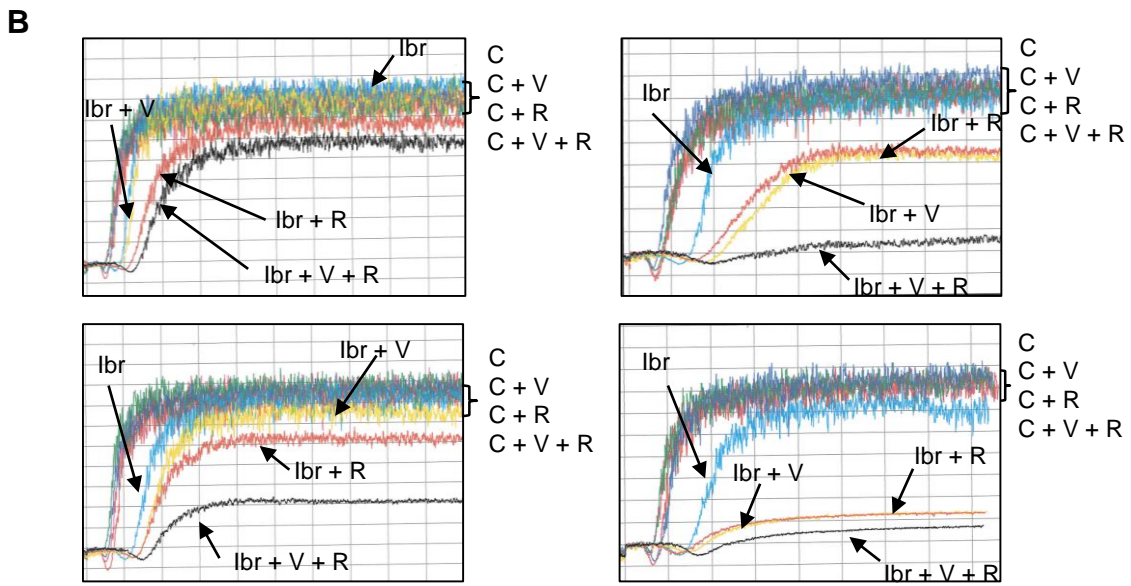 B
Ibr
Ibr + V
Ibr + R
Ibr + V + R
C
C + V
C + R
C + V + R
Ibr
Ibr + R
Ibr + V
Ibr + V + R
C
C + V
C + R
C + V + R
Ibr
Ibr + V
Ibr + R
Ibr + V + R
C
C + V
C + R
C + V + R
Ibr
Ibr + V
Ibr + R
Ibr + V + R
C
C + V
C + R
C + V + R